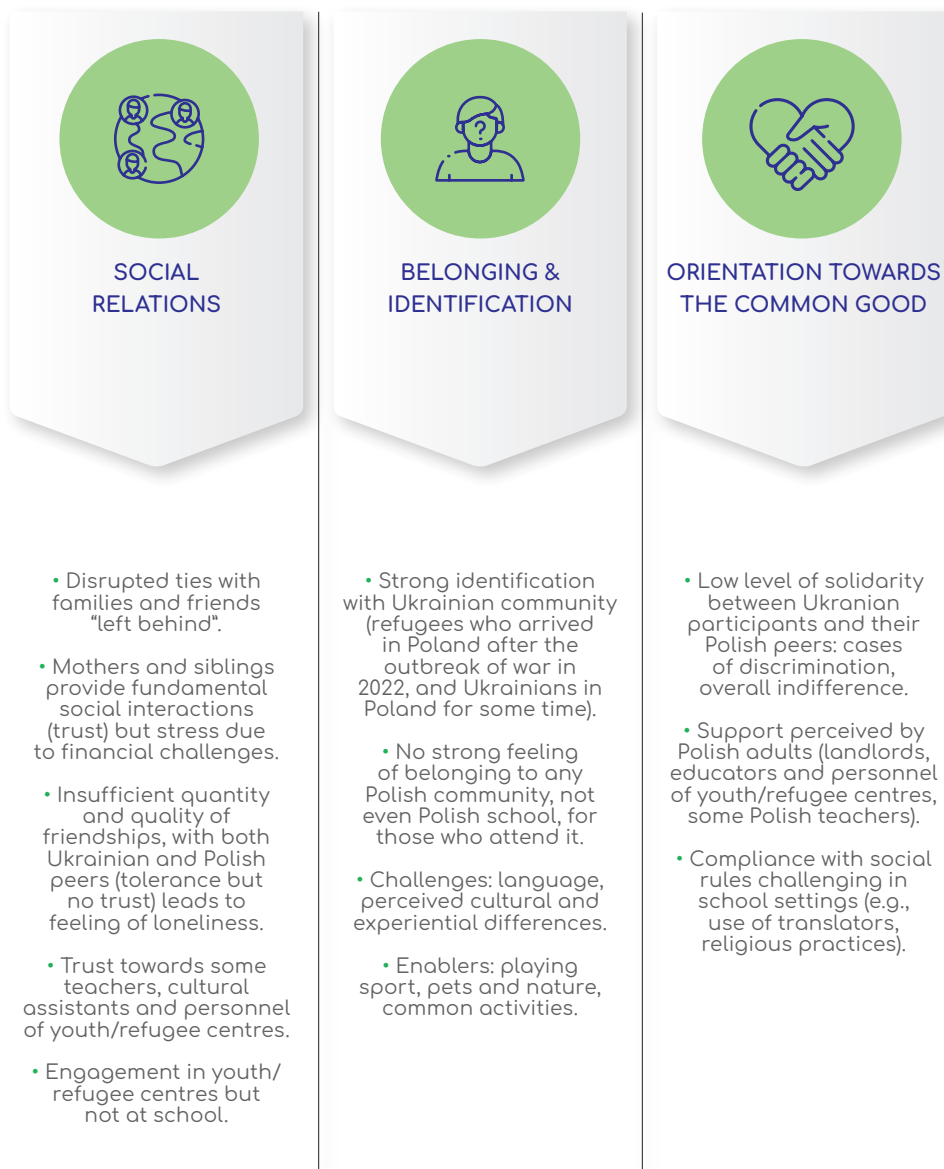 SOCIAL
RELATIONS
• Disrupted ties with
families and friends
“left behind”.
• Mothers and siblings
provide fundamental
social interactions
(trust) but stress due
to financial challenges.
• Insufficient quantity
and quality of
friendships, with both
Ukrainian and Polish
peers (tolerance but
no trust) leads to
feeling of loneliness.
• Trust towards some
teachers, cultural
assistants and personnel
of youth/refugee centres.
• Engagement in youth/
refugee centres but
not at school.
BELONGING &
IDENTIFICATION
• Strong identification
with Ukrainian community
(refugees who arrived
in Poland after the
outbreak of war in
2022, and Ukrainians in
Poland for some time).
• No strong feeling
of belonging to any
Polish community, not
even Polish school, for
those who attend it.
• Challenges: language,
perceived cultural and
experiential differences.
• Enablers: playing
sport, pets and nature,
common activities.
ORIENTATION TOWARDS
THE COMMON GOOD
• Low level of solidarity
between Ukranian
participants and their
Polish peers: cases
of discrimination,
overall indifference.
• Support perceived by
Polish adults (landlords,
educators and personnel
of youth/refugee centres,
some Polish teachers).
• Compliance with social
rules challenging in
school settings (e.g.,
use of translators,
religious practices).